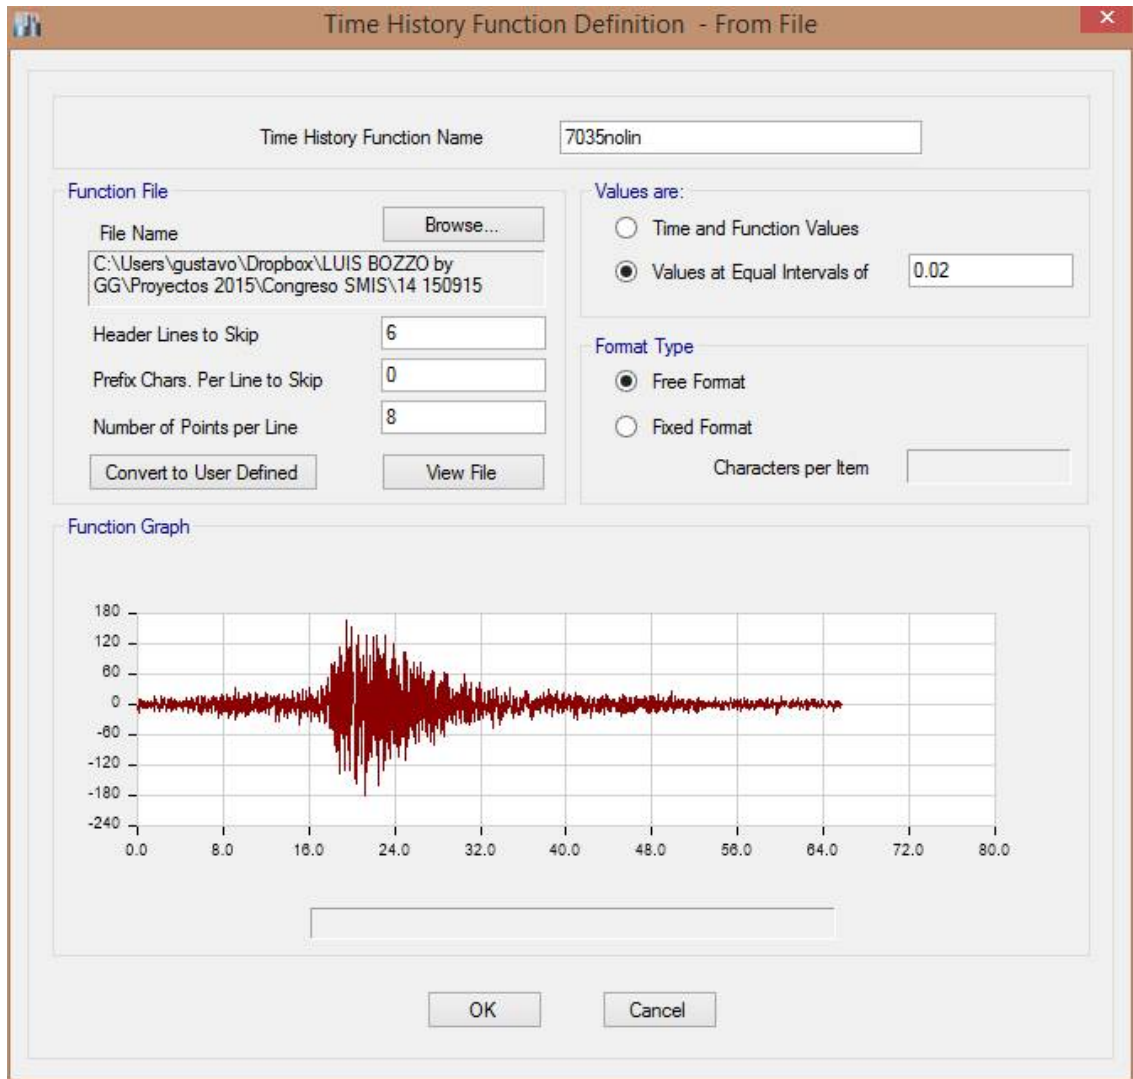 Time History Function Definition - From File
Time History Function Name
7035nolin
Function File
File Name
Browse...
C:\Users\gustavo\Dropbox\LUIS BOZZO by
GG\Proyectos 2015\Congreso SMIS\14 150915
Header Lines to Skip
6
Prefix Chars. Per Line to Skip
0
Number of Points per Line
8
Convert to User Defined
View File
Values are:
Time and Function Values
Values at Equal Intervals of
0.02
Format Type
Free Format
Fixed Format
Characters per Item
Function Graph
180
120
60
0
-60
-120
-180
-240
0.0 8.0 16.0 24.0 32.0 40.0 48.0 56.0 64.0 72.0 80.0
OK
Cancel